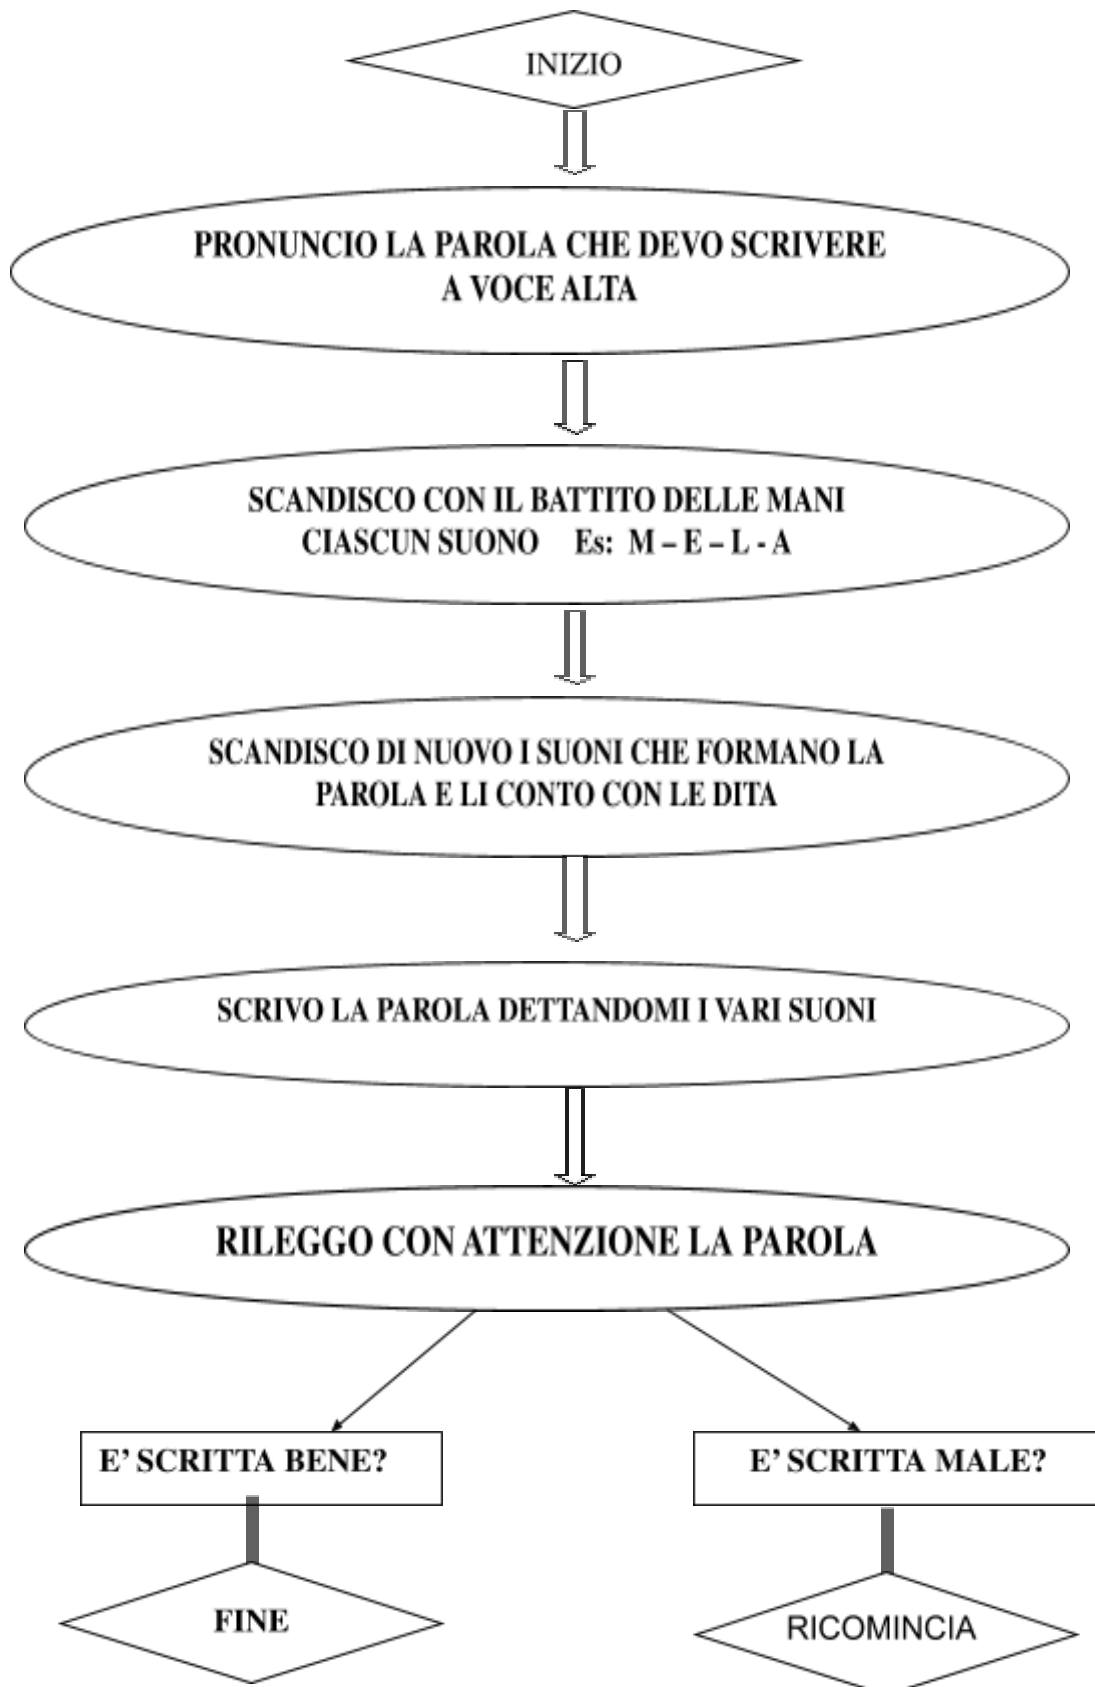 INIZIO
PRONUNCIO LA PAROLA CHE DEVO SCRIVERE
A VOCE ALTA
SCANDISCO CON IL BATTITO DELLE MANI
CIASCUN SUONO Es: M – E – L - A
SCANDISCO DI NUOVO I SUONI CHE FORMANO LA
PAROLA E LI CONTO CON LE DITA
SCRIVO LA PAROLA DETTANDOMI I VARI SUONI
RILEGGO CON ATTENZIONE LA PAROLA
E’ SCRITTA BENE?
E’ SCRITTA MALE?
FINE
RICOMINCIA